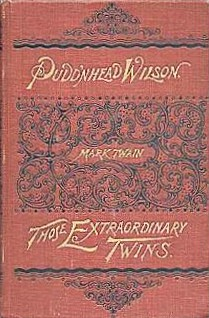 PUDD'NHEAD WILSON.
MARK TWAIN
THOSE EXTRAORDINARY
TWINS.